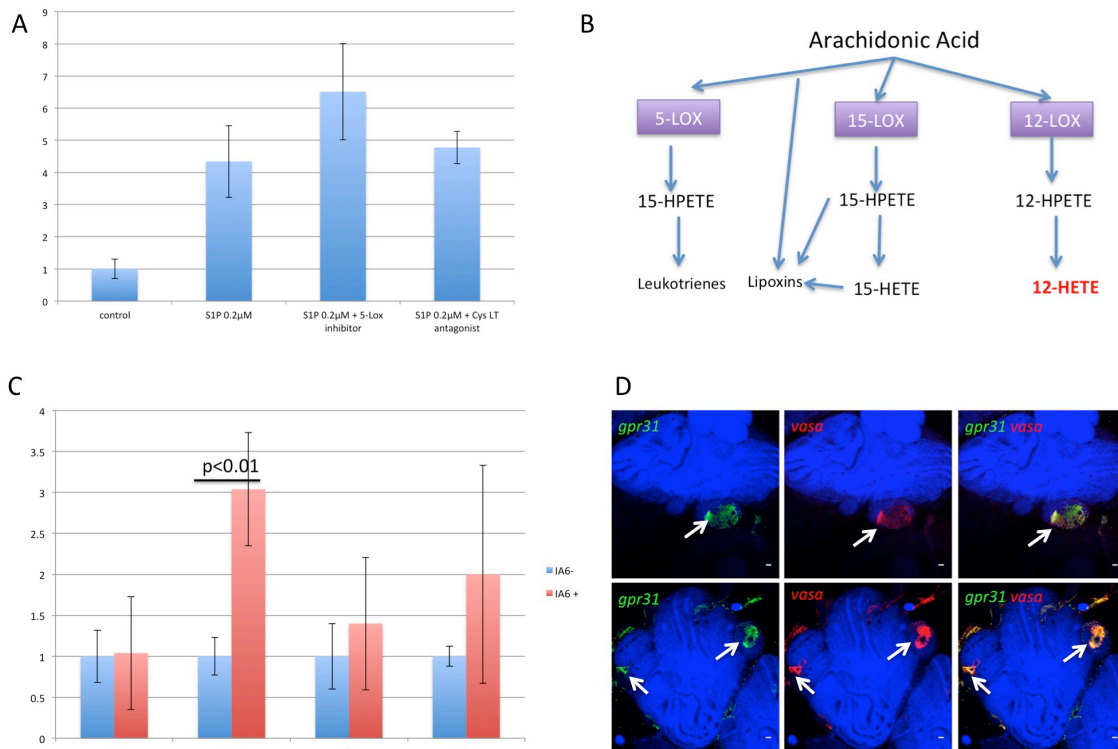 A
9
8
7
6
5
4
3
2
1
0
control
S1P 0.2µM
S1P 0.2µM + 5-Lox
inhibitor
S1P 0.2µM + Cys LT
antagonist
B
Arachidonic Acid
5-LOX
15-LOX
12-LOX
15-HPETE
15-HPETE
12-HPETE
Leukotrienes
Lipoxins
15-HETE
12-HETE
C
4
3.5
3
2.5
2
1.5
1
0.5
0
p<0.01
IA6-
IA6 +
D
gpr31
vasa
gpr31 vasa
gpr31
vasa
gpr31 vasa